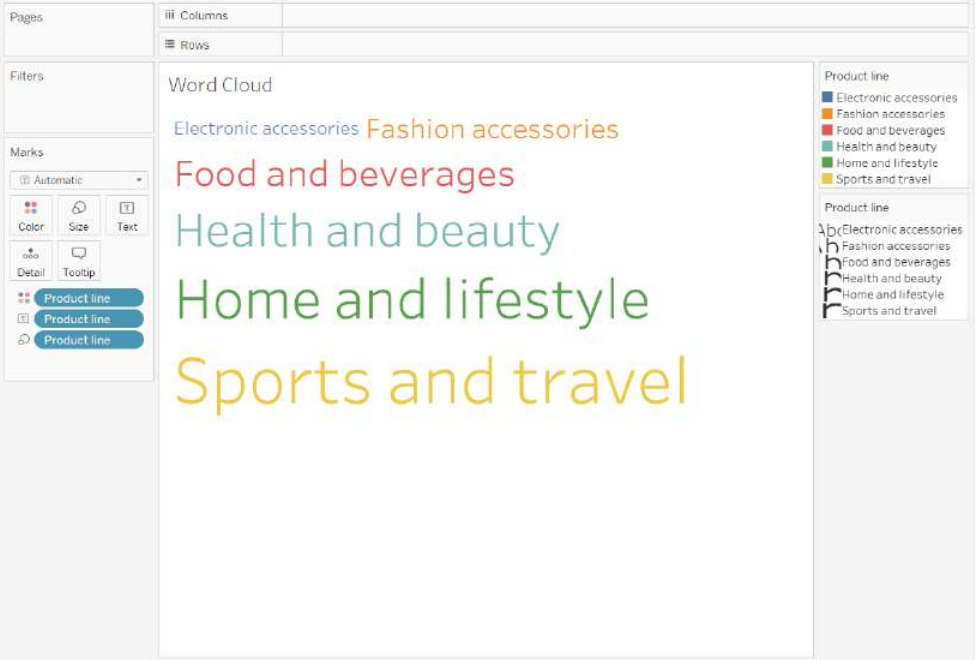 Pages
Columns
Rows
Filters
Marks
Automatic
Color Size Text
Detail Tooltip
Product line
Product line
Product line
Word Cloud
Electronic accessories Fashion accessories
Food and beverages
Health and beauty
Home and lifestyle
Sports and travel
Product line
Electronic accessories
Fashion accessories
Food and beverages
Health and beauty
Home and lifestyle
Sports and travel
Product line
Electronic accessories
Fashion accessories
Food and beverages
Health and beauty
Home and lifestyle
Sports and travel